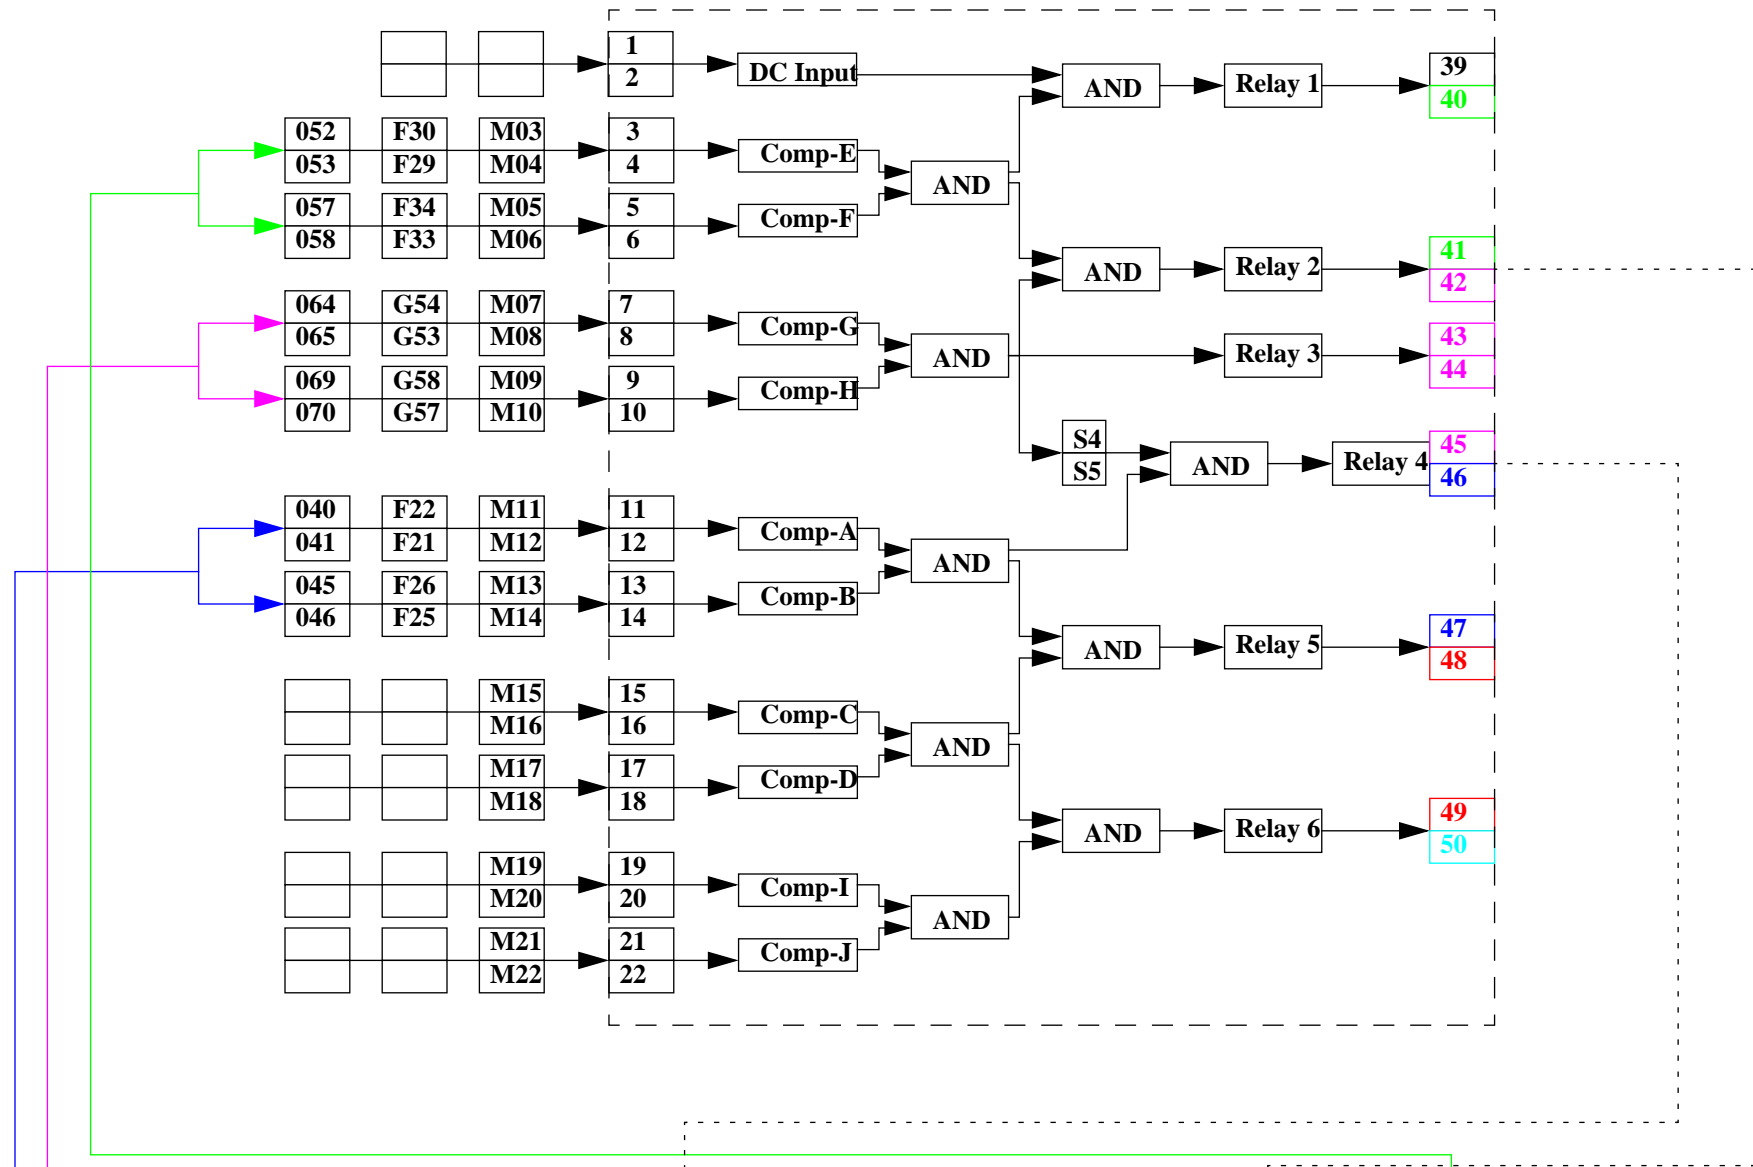 1
2
DC Input
AND
Relay 1
39
40
052 F30 M03 3
053 F29 M04 4
Comp-E
AND
057 F34 M05 5
058 F33 M06 6
Comp-F
AND
Relay 2
41
42
064 G54 M07 7
065 G53 M08 8
Comp-G
AND
Relay 3
43
44
069 G58 M09 9
070 G57 M10 10
Comp-H
S4
S5
AND
Relay 4
45
46
040 F22 M11 11
041 F21 M12 12
Comp-A
AND
045 F26 M13 13
046 F25 M14 14
Comp-B
AND
Relay 5
47
48
M15 15
M16 16
Comp-C
AND
M17 17
M18 18
Comp-D
AND
Relay 6
49
50
M19 19
M20 20
Comp-I
AND
M21 21
M22 22
Comp-J